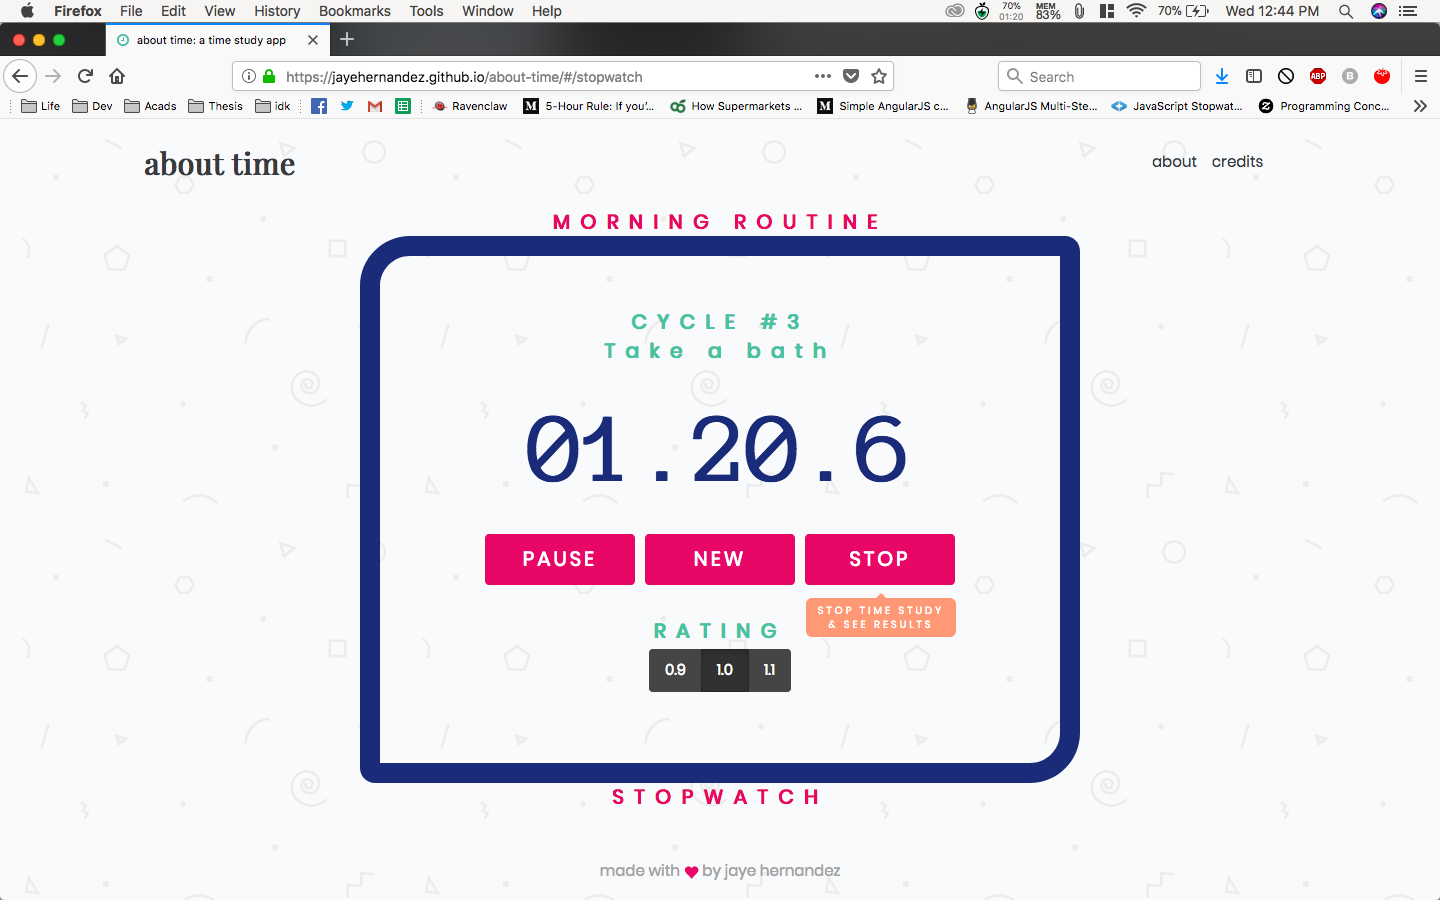 Firefox File Edit View History Bookmarks Tools Window Help 70% 01:20 MEM 83% 70% Wed 12:44 PM
about time: a time study app
https://jayehernandez.github.io/about-time/#/stopwatch Search ABP B
Life Dev Acads Thesis idk Ravenclaw 5-Hour Rule: If you'... How Supermarkets ... Simple AngularJS c... AngularJS Multi-Ste... JavaScript Stopwat... Programming Conc...
about time about credits
MORNING ROUTINE
CYCLE #3
Take a bath
01.20.6
PAUSE NEW STOP
STOP TIME STUDY
& SEE RESULTS
RATING
0.9 1.0 1.1
STOPWATCH
made with by jaye hernandez